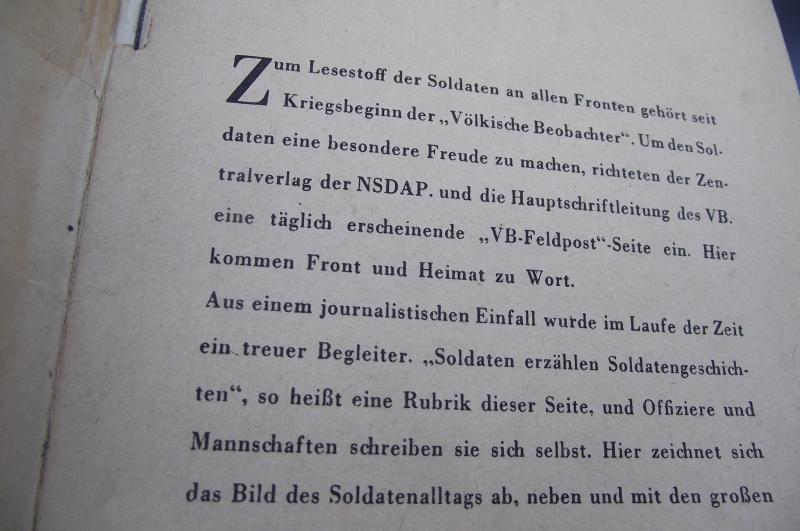 Zum Lesestoff der Soldaten an allen Fronten gehört seit
Kriegsbeginn der „Völkische Beobachter“. Um den Sol-
daten eine besondere Freude zu machen, richteten der Zen-
tralverlag der NSDAP. und die Hauptschriftleitung des VB.
eine täglich erscheinende „VB-Feldpost“-Seite ein. Hier
kommen Front und Heimat zu Wort.
Aus einem journalistischen Einfall wurde im Laufe der Zeit
ein treuer Begleiter. „Soldaten erzählen Soldatengeschich-
ten“, so heißt eine Rubrik dieser Seite, und Offiziere und
Mannschaften schreiben sie sich selbst. Hier zeichnet sich
das Bild des Soldatenalltags ab, neben und mit den großen